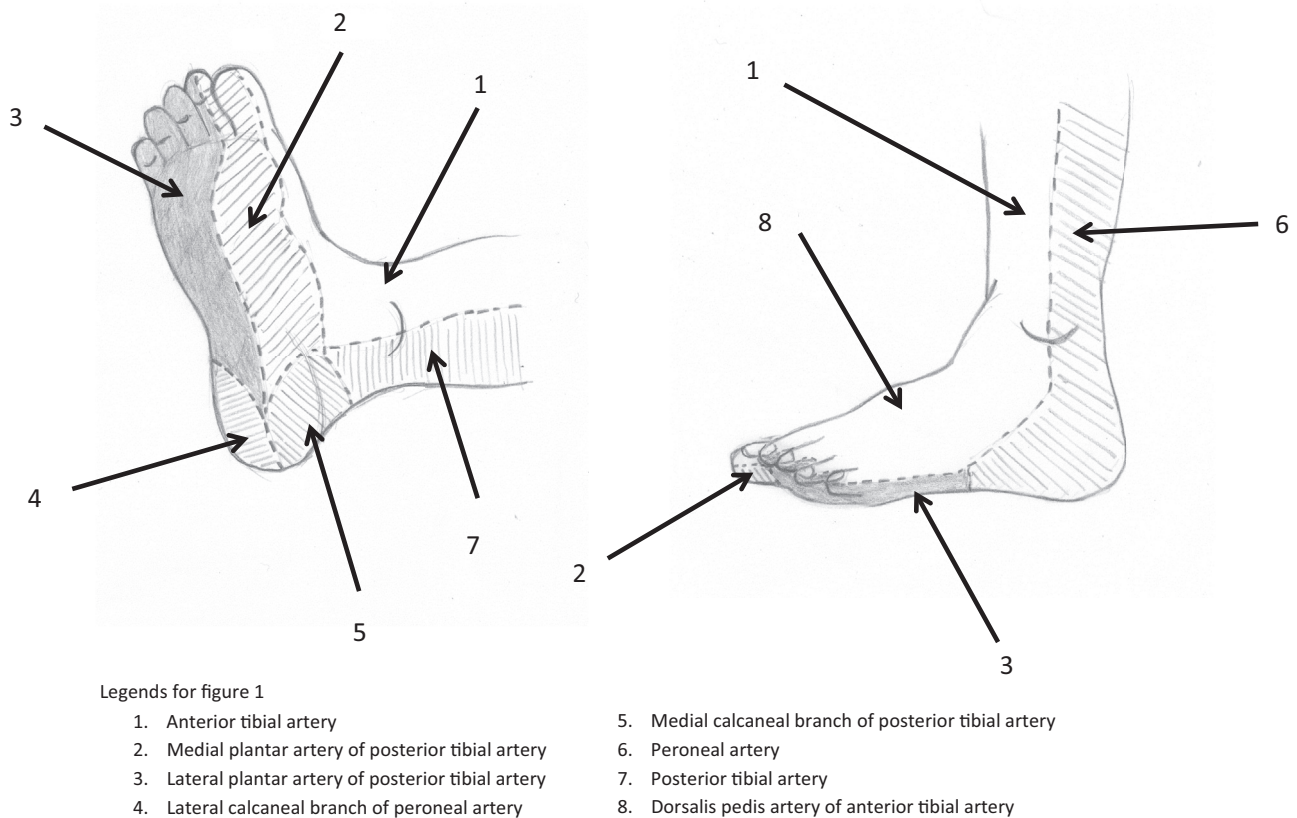 2
1
3
1
8
6
4
7
5
2
3
Legends for figure 1
1. Anterior tibial artery
2. Medial plantar artery of posterior tibial artery
3. Lateral plantar artery of posterior tibial artery
4. Lateral calcaneal branch of peroneal artery
5. Medial calcaneal branch of posterior tibial artery
6. Peroneal artery
7. Posterior tibial artery
8. Dorsalis pedis artery of anterior tibial artery